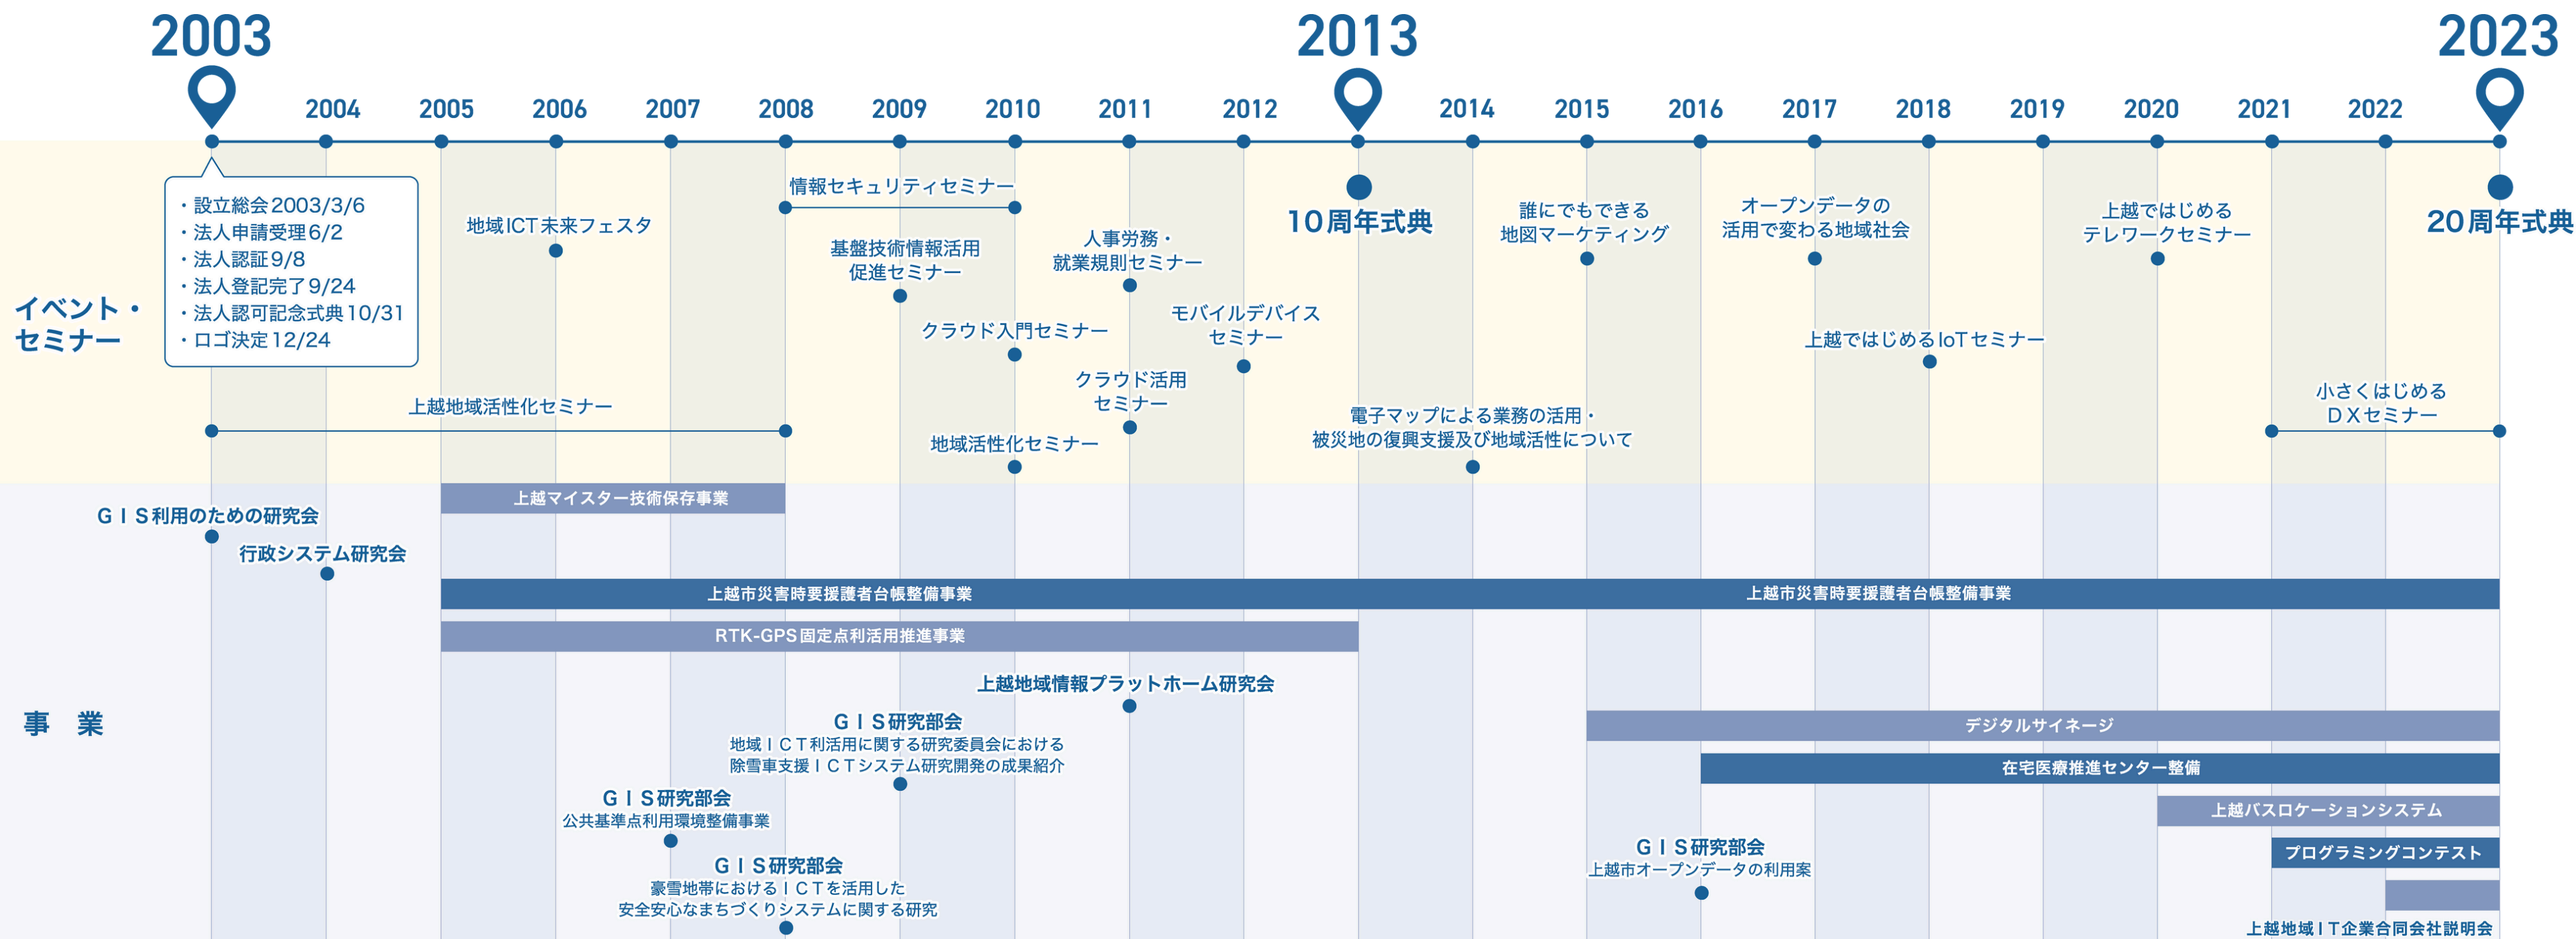 2003
2013
2023
2004
2005
2006
2007
2008
2009
2010
2011
2012
2014
2015
2016
2017
2018
2019
2020
2021
2022
イベント・
セミナー
・設立総会2003/3/6
・法人申請受理6/2
・法人認証9/8
・法人登記完了9/24
・法人認可記念式典10/31
・ロゴ決定12/24
地域ICT未来フェスタ
情報セキュリティセミナー
基盤技術情報活用
促進セミナー
人事労務・
就業規則セミナー
クラウド入門セミナー
モバイルデバイス
セミナー
クラウド活用
セミナー
上越地域活性化セミナー
地域活性化セミナー
10周年式典
誰にでもできる
地図マーケティング
オープンデータの
活用で変わる地域社会
上越ではじめる
テレワークセミナー
20周年式典
上越ではじめるIoTセミナー
電子マップによる業務の活用・
被災地の復興支援及び地域活性について
小さくはじめる
DXセミナー
事 業
上越マイスター技術保存事業
GIS利用のための研究会
行政システム研究会
上越市災害時要援護者台帳整備事業
上越市災害時要援護者台帳整備事業
RTK-GPS固定点利活用推進事業
上越地域情報プラットホーム研究会
GIS研究部会
地域ICT利活用に関する研究委員会における
除雪車支援ICTシステム研究開発の成果紹介
GIS研究部会
公共基準点利用環境整備事業
GIS研究部会
豪雪地帯におけるICTを活用した
安全安心なまちづくりシステムに関する研究
デジタルサイネージ
在宅医療推進センター整備
上越バスロケーションシステム
GIS研究部会
上越市オープンデータの利用案
プログラミングコンテスト
上越地域IT企業合同会社説明会